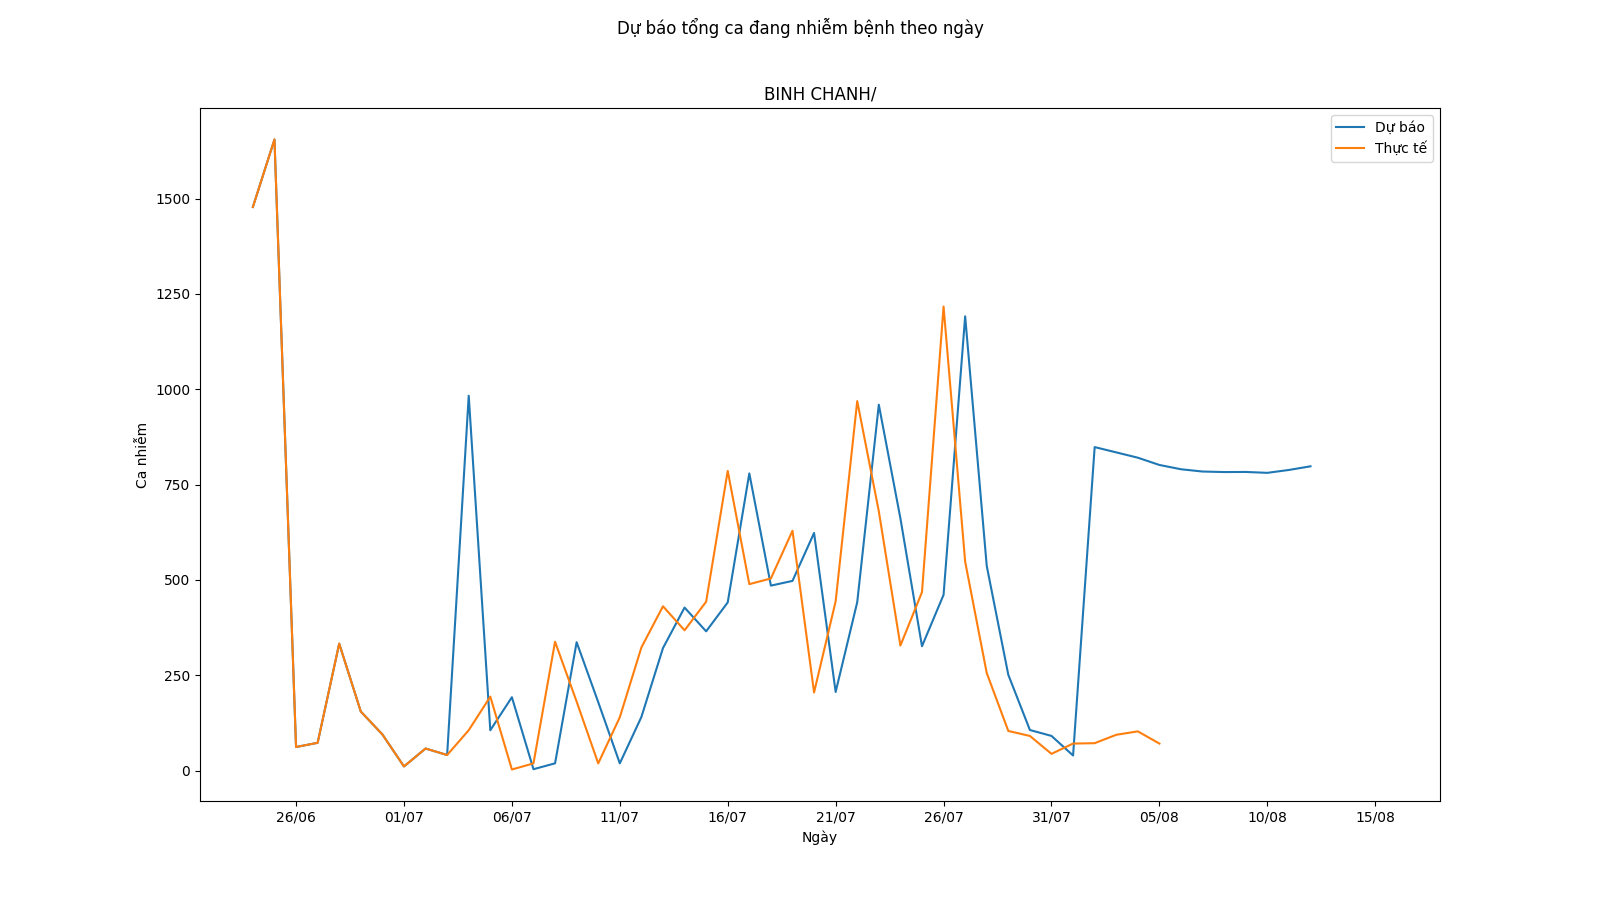 Dự báo tổng ca đang nhiễm bệnh theo ngày
BINH CHANH/
Dự báo
Thực tế
1500
1250
1000
750
500
250
0
Ca nhiễm
26/06 01/07 06/07 11/07 16/07 21/07 26/07 31/07 05/08 10/08 15/08
Ngày